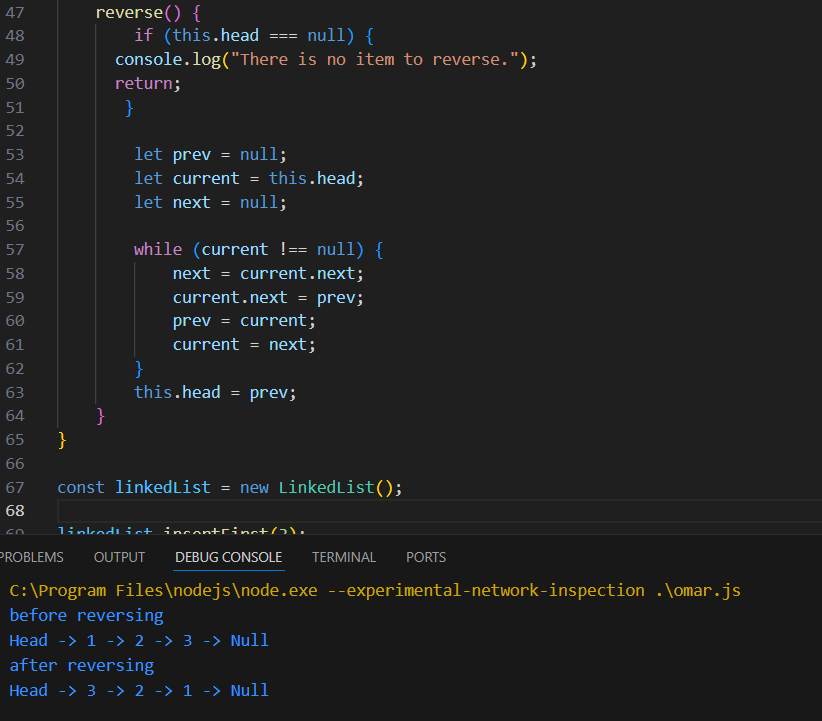 47 reverse() {
48 if (this.head === null) {
49 console.log("There is no item to reverse.");
50 return;
51 }
52
53 let prev = null;
54 let current = this.head;
55 let next = null;
56
57 while (current !== null) {
58 next = current.next;
59 current.next = prev;
60 prev = current;
61 current = next;
62 }
63 this.head = prev;
64 }
65 }
66
67 const linkedList = new LinkedList();
68
69 linkedList.insertFirst(3);
PROBLEMS OUTPUT DEBUG CONSOLE TERMINAL PORTS
C:\Program Files\nodejs\node.exe --experimental-network-inspection .\omar.js
before reversing
Head -> 1 -> 2 -> 3 -> Null
after reversing
Head -> 3 -> 2 -> 1 -> Null